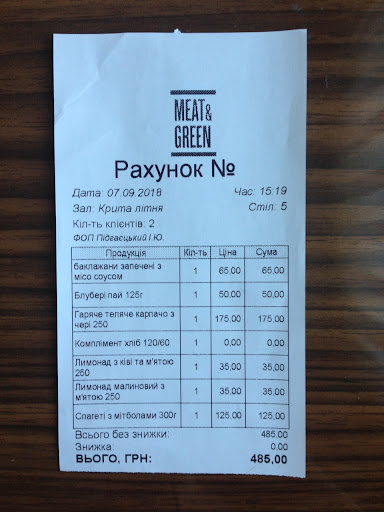 MEAT&
GREEN
Рахунок №
Дата: 07.09.2018 Час: 15:19
Зал: Крита літня Стіл: 5
Кіл-ть клієнтів: 2
ФОП Підгаєцький І.Ю.
Продукція Кіл-ть Ціна Сума
баклажани запечені з 1 65,00 65,00
місо соусом
Блубері пай 125г 1 50,00 50,00
Гаряче теляче карпачо з 1 175,00 175,00
чері 250
Комплімент хліб 120/60 1 0,00 0,00
Лимонад з ківі та м'ятою 1 35,00 35,00
250
Лимонад малиновий з 1 35,00 35,00
м'ятою 250
Спагеті з мітболами 300г 1 125,00 125,00
Всього без знижки: 485,00
Знижка: 0,00
ВЬОГО, ГРН: 485,00